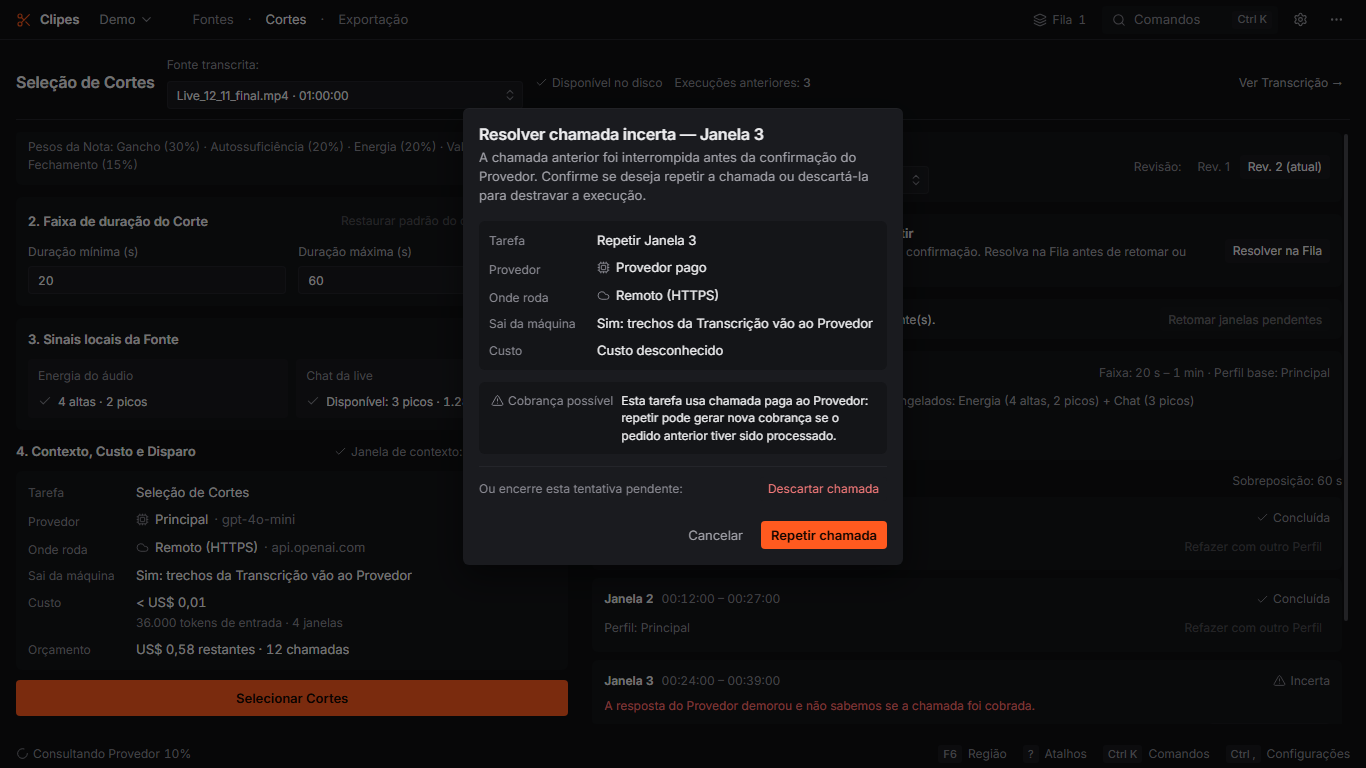 Clipes
Demo
Fontes · Cortes · Exportação
Fila 1
Comandos Ctrl K
Seleção de Cortes
Fonte transcrita:
Live_12_11_final.mp4 · 01:00:00
Disponível no disco
Execuções anteriores: 3
Ver Transcrição →
Pesos da Nota: Gancho (30%) · Autossuficiência (20%) · Energia (20%) ·
Fechamento (15%)
2. Faixa de duração do Corte
Restaurar padrão do
Duração mínima (s)
Duração máxima (s)
20
60
3. Sinais locais da Fonte
Energia do áudio
4 altas · 2 picos
Chat da live
Disponível: 3 picos ·
4. Contexto, Custo e Disparo
Janela de contexto:
Tarefa Seleção de Cortes
Provedor Principal · gpt-4o-mini
Onde roda Remoto (HTTPS) · api.openai.com
Sai da máquina Sim: trechos da Transcrição vão ao Provedor
Custo < US$ 0,01
36.000 tokens de entrada · 4 janelas
Orçamento US$ 0,58 restantes · 12 chamadas
Selecionar Cortes
Resolver chamada incerta — Janela 3
A chamada anterior foi interrompida antes da confirmação do
Provedor. Confirme se deseja repetir a chamada ou descartá-la
para destravar a execução.
Tarefa Repetir Janela 3
Provedor Provedor pago
Onde roda Remoto (HTTPS)
Sai da máquina Sim: trechos da Transcrição vão ao Provedor
Custo Custo desconhecido
Cobrança possível
Esta tarefa usa chamada paga ao Provedor:
repetir pode gerar nova cobrança se o
pedido anterior tiver sido processado.
Ou encerre esta tentativa pendente:
Descartar chamada
Cancelar
Repetir chamada
Revisão: Rev. 1 Rev. 2 (atual)
confirmação. Resolva na Fila antes de retomar ou
Resolver na Fila
Retomar janelas pendentes
Faixa: 20 s – 1 min · Perfil base: Principal
Energia (4 altas, 2 picos) + Chat (3 picos)
Sobreposição: 60 s
Concluída
Refazer com outro Perfil
Janela 2 00:12:00 – 00:27:00
Concluída
Perfil: Principal
Refazer com outro Perfil
Janela 3 00:24:00 – 00:39:00
Incerta
A resposta do Provedor demorou e não sabemos se a chamada foi cobrada.
Consultando Provedor 10%
F6 Região
? Atalhos
Ctrl K Comandos
Ctrl , Configurações